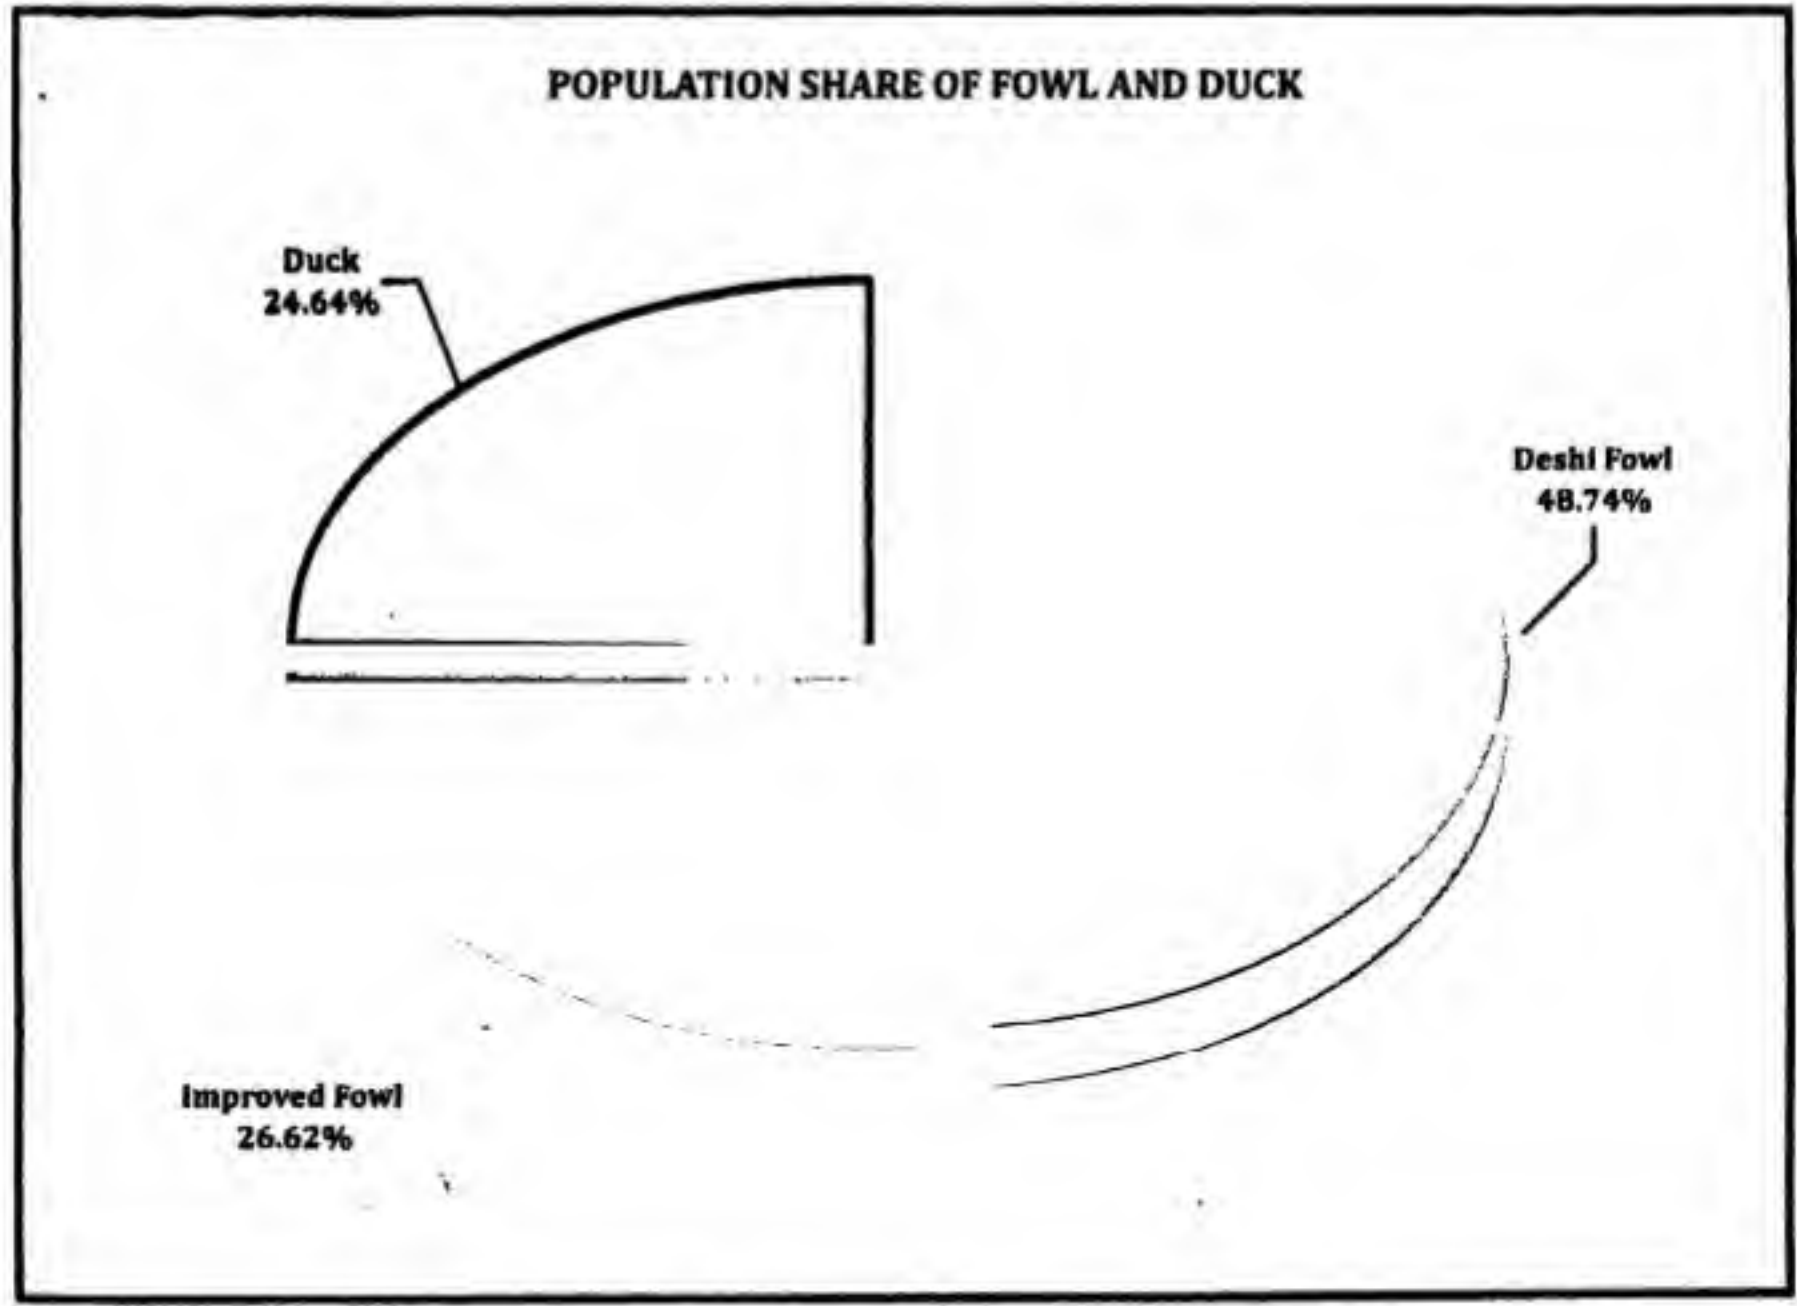 POPULATION SHARE OF FOWL AND DUCK
Duck
24.64%
Deshi Fowl
48.74%
Improved Fowl
26.62%